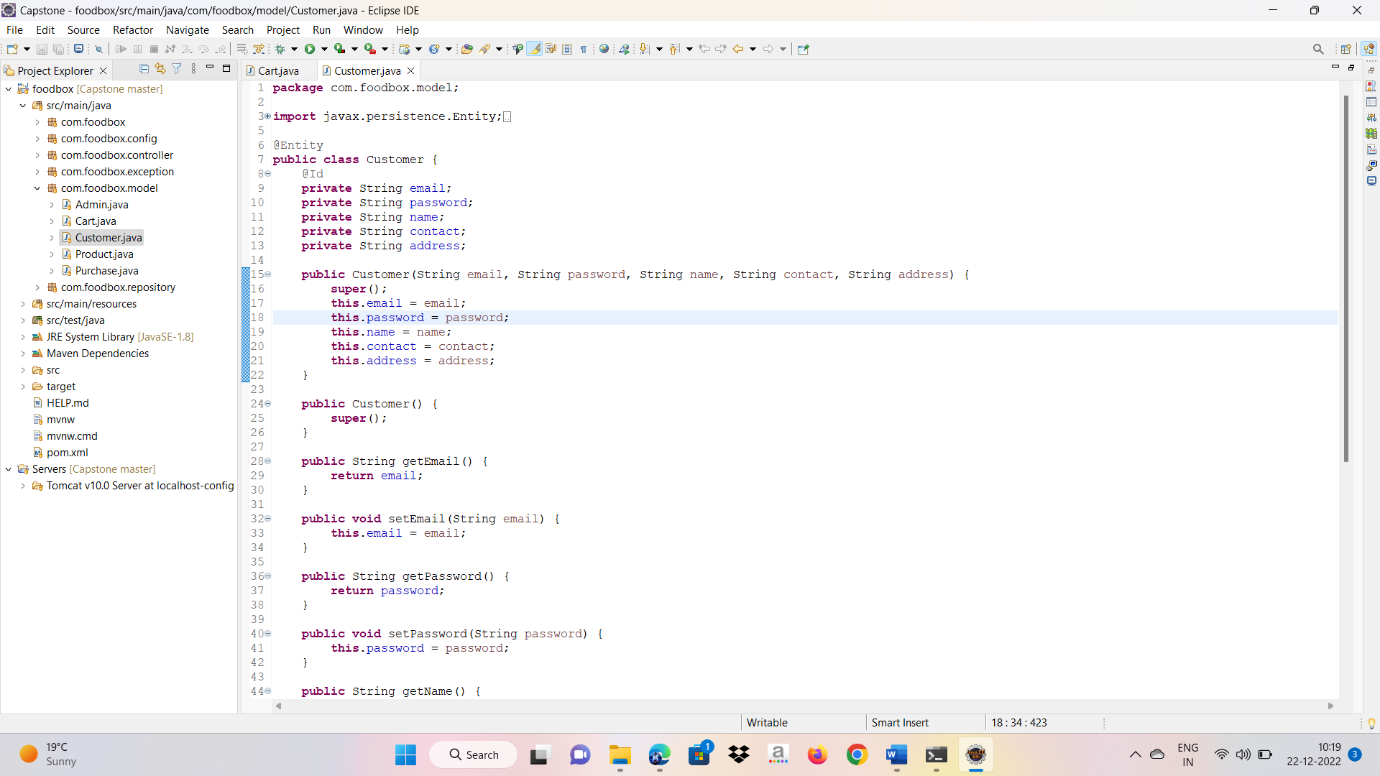 Capstone - foodbox/src/main/java/com/foodbox/model/Customer.java - Eclipse IDE
File Edit Source Refactor Navigate Search Project Run Window Help
Project Explorer
Cart.java
Customer.java
foodbox [Capstone master]
src/main/java
com.foodbox
com.foodbox.config
com.foodbox.controller
com.foodbox.exception
com.foodbox.model
Admin.java
Cart.java
Customer.java
Product.java
Purchase.java
com.foodbox.repository
src/main/resources
src/test/java
JRE System Library [JavaSE-1.8]
Maven Dependencies
src
target
HELP.md
mvnw
mvnw.cmd
pom.xml
Servers [Capstone master]
Tomcat v10.0 Server at localhost-config
1 package com.foodbox.model;
2
3 import javax.persistence.Entity;
5
6 @Entity
7 public class Customer {
8 @Id
9 private String email;
10 private String password;
11 private String name;
12 private String contact;
13 private String address;
14
15 public Customer(String email, String password, String name, String contact, String address) {
16 super();
17 this.email = email;
18 this.password = password;
19 this.name = name;
20 this.contact = contact;
21 this.address = address;
22 }
23
24 public Customer() {
25 super();
26 }
27
28 public String getEmail() {
29 return email;
30 }
31
32 public void setEmail(String email) {
33 this.email = email;
34 }
35
36 public String getPassword() {
37 return password;
38 }
39
40 public void setPassword(String password) {
41 this.password = password;
42 }
43
44 public String getName() {
Writable Smart Insert 18 : 34 : 423
19°C
Sunny
Search
1
ENG
IN
10:19
22-12-2022
3